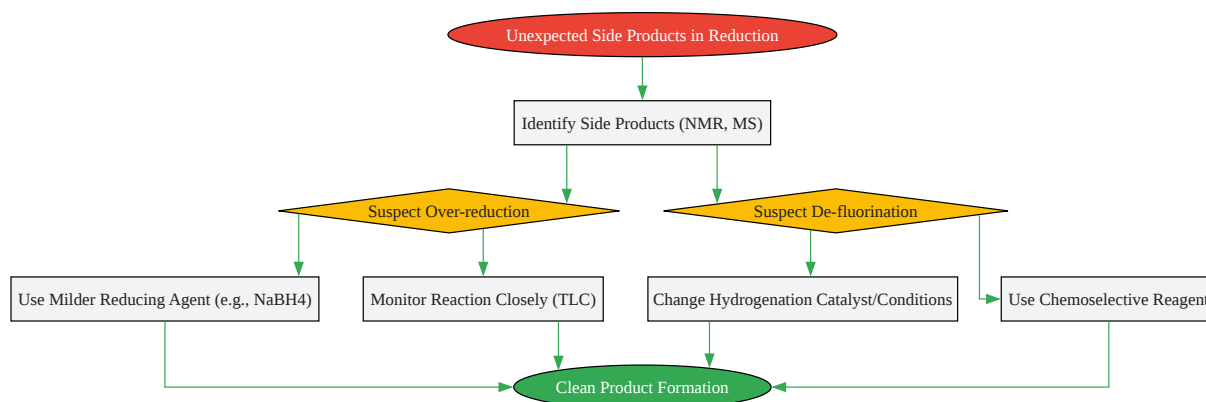 Unexpected Side Products in Reduction
Identify Side Products (NMR, MS)
Suspect Over-reduction
Suspect De-fluorination
Use Milder Reducing Agent (e.g., NaBH4)
Monitor Reaction Closely (TLC)
Change Hydrogenation Catalyst/Conditions
Use Chemoselective Reagent
Clean Product Formation